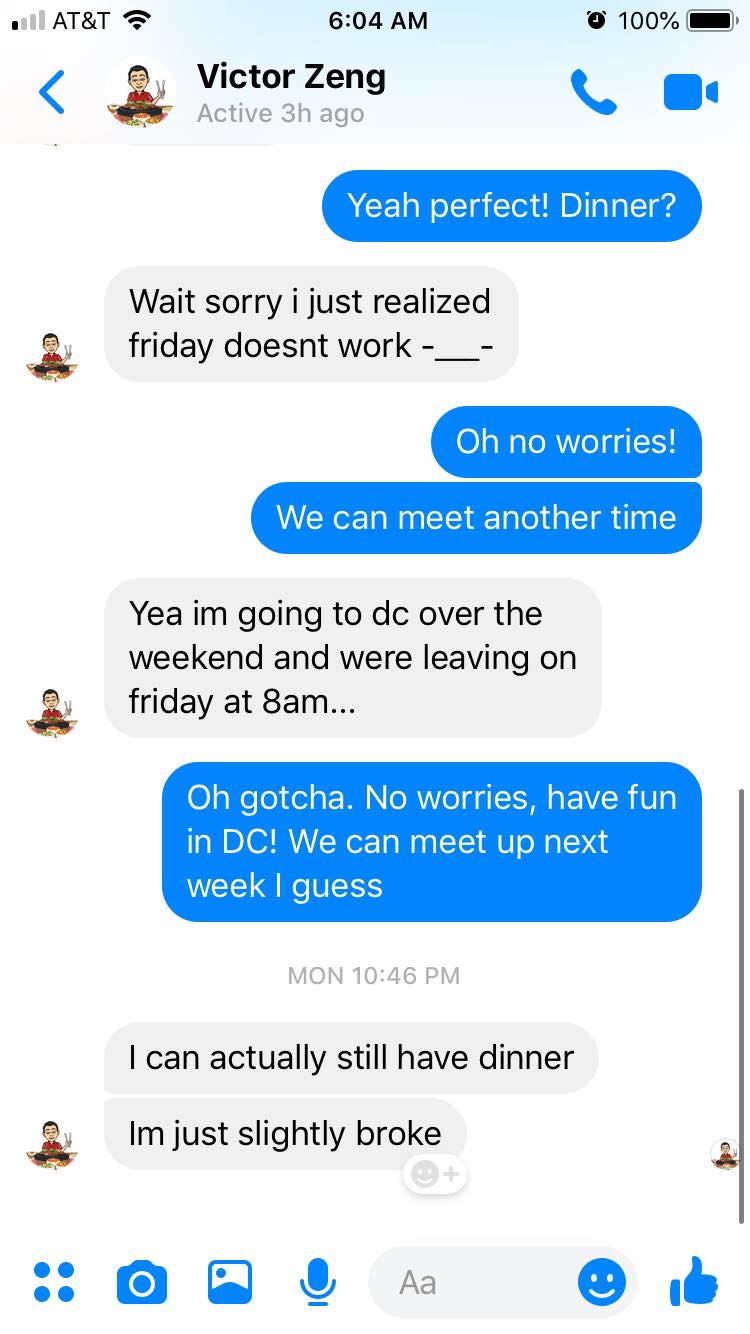 AT&T 6:04 AM 100%
Victor Zeng
Active 3h ago
Yeah perfect! Dinner?
Wait sorry i just realized
friday doesnt work -___-
Oh no worries!
We can meet another time
Yea im going to dc over the
weekend and were leaving on
friday at 8am...
Oh gotcha. No worries, have fun
in DC! We can meet up next
week I guess
MON 10:46 PM
I can actually still have dinner
Im just slightly broke
Aa